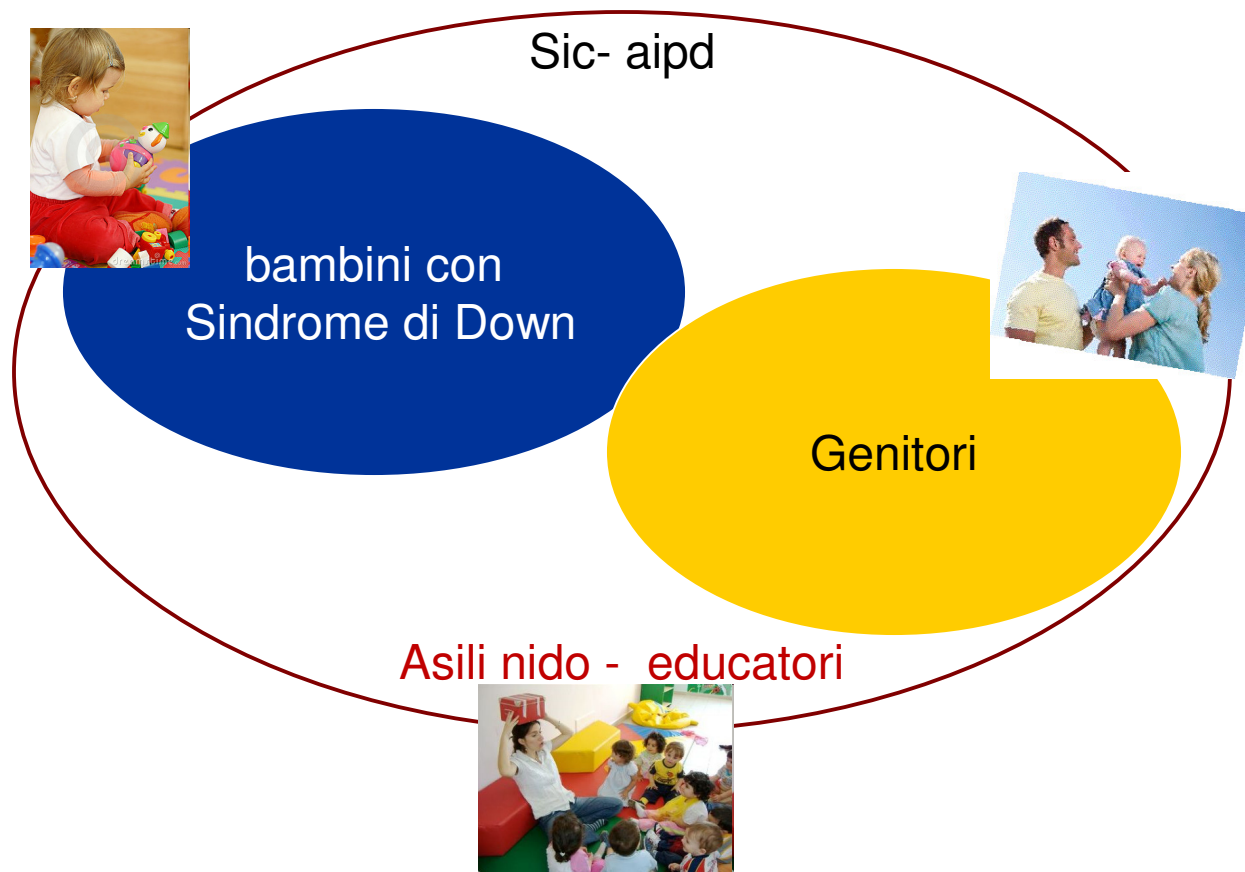 Sic- aipd
bambini con
Sindrome di Down
Genitori
Asili nido - educatori